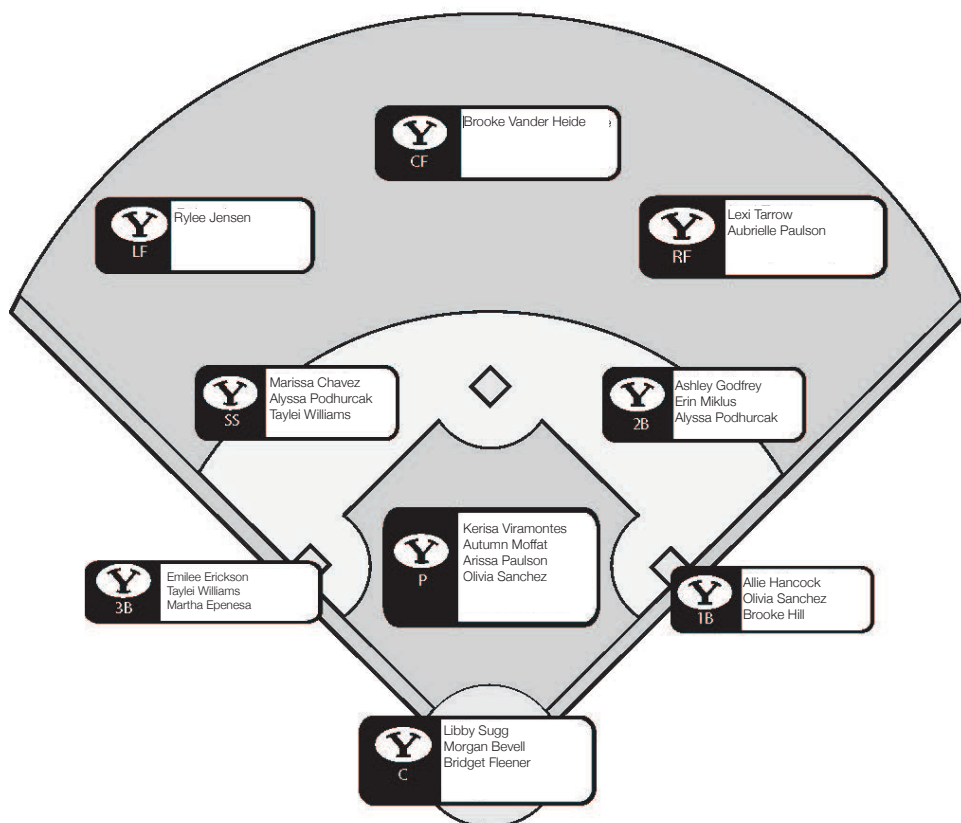 Y
CF
Brooke Vander Heide
Y
LF
Rylee Jensen
Y
RF
Lexi Tarrow
Aubrielle Paulson
Y
SS
Marissa Chavez
Alyssa Podhurcak
Taylei Williams
Y
2B
Ashley Godfrey
Erin Miklus
Alyssa Podhurcak
Y
P
Kerisa Viramontes
Autumn Moffat
Arissa Paulson
Olivia Sanchez
Y
3B
Emilee Erickson
Taylei Williams
Martha Epenesa
Y
1B
Allie Hancock
Olivia Sanchez
Brooke Hill
Y
C
Libby Sugg
Morgan Bevell
Bridget Fleener